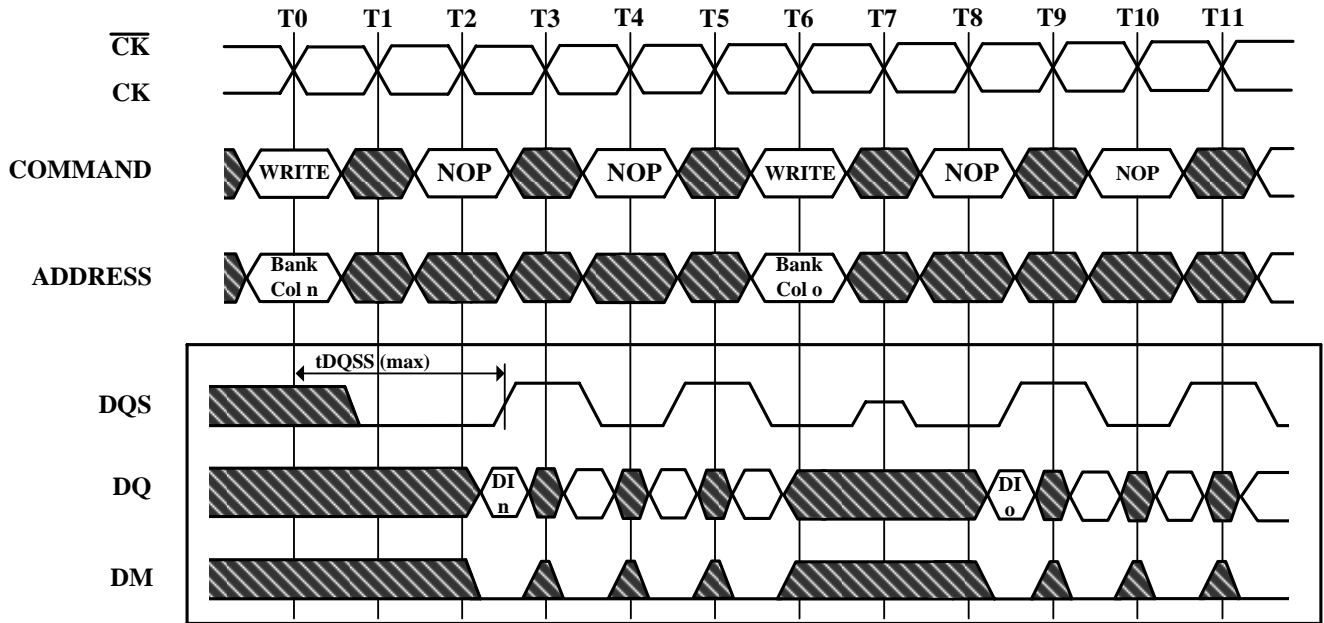 T0 T1 T2 T3 T4 T5 T6 T7 T8 T9 T10 T11
CK
CK
COMMAND WRITE NOP NOP WRITE NOP NOP
ADDRESS Bank Col n Bank Col o
tDQSS (max)
DQS
DQ DI n DI o
DM